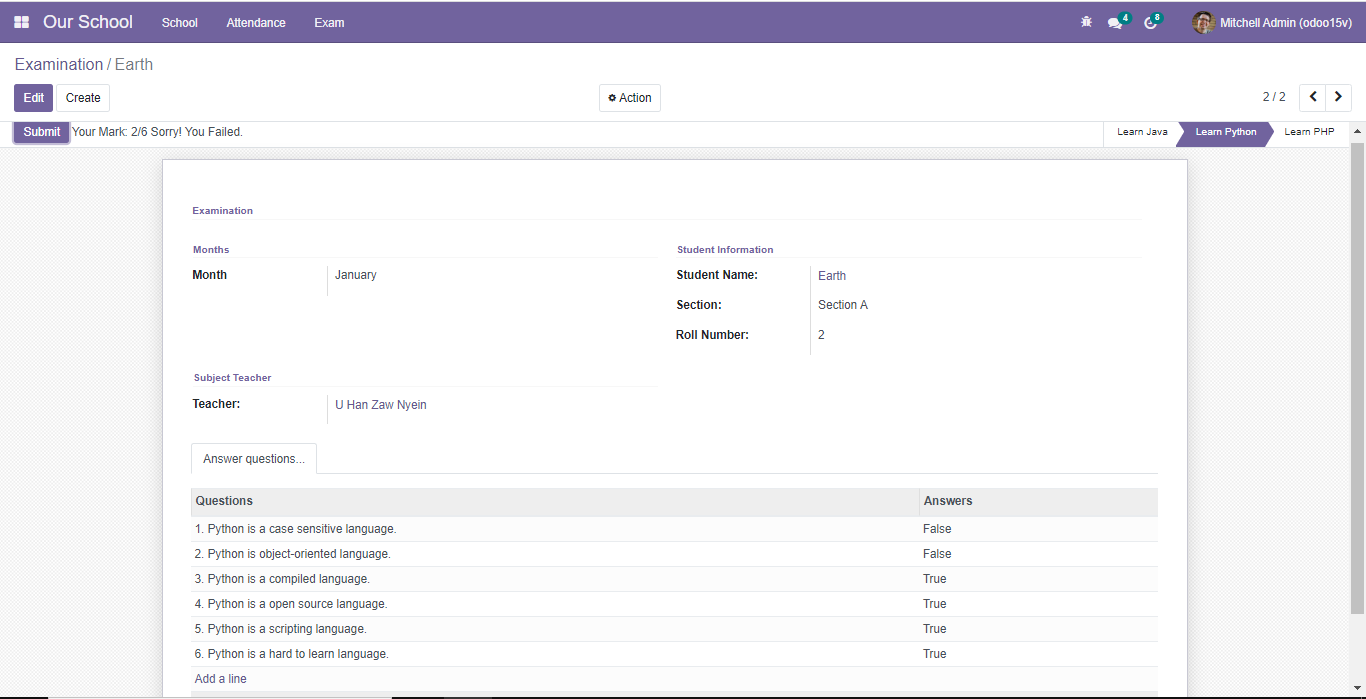 Our School School Attendance Exam 4 8 Mitchell Admin (odoo15v)
Examination / Earth
Edit Create Action 2 / 2
Submit Your Mark: 2/6 Sorry! You Failed. Learn Java Learn Python Learn PHP
Examination
Months Student Information
Month January Student Name: Earth
Section: Section A
Roll Number: 2
Subject Teacher
Teacher: U Han Zaw Nyein
Answer questions...
Questions Answers
1. Python is a case sensitive language. False
2. Python is object-oriented language. False
3. Python is a compiled language. True
4. Python is a open source language. True
5. Python is a scripting language. True
6. Python is a hard to learn language. True
Add a line